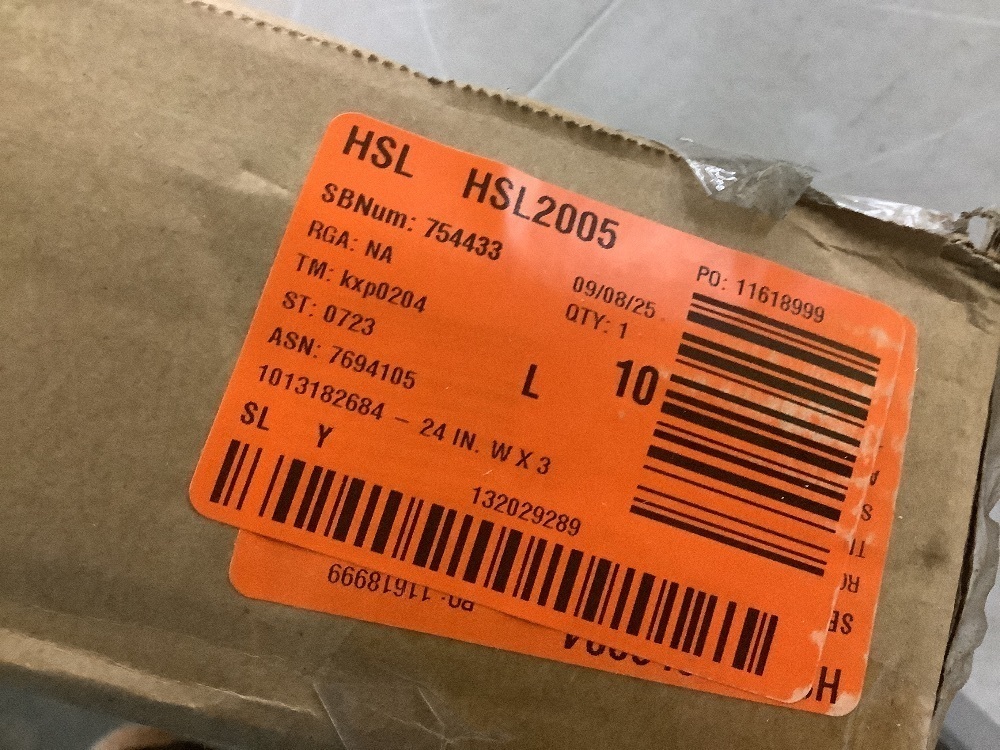 HSL HSL2005
SBNum: 754433
RGA: NA
TM: kxp0204
ST: 0723
ASN: 7694105
09/08/25
QTY: 1
PO: 11618999
L 10
1013182684 - 24 IN. W X 3
SL Y
132029289
PO: 11618999